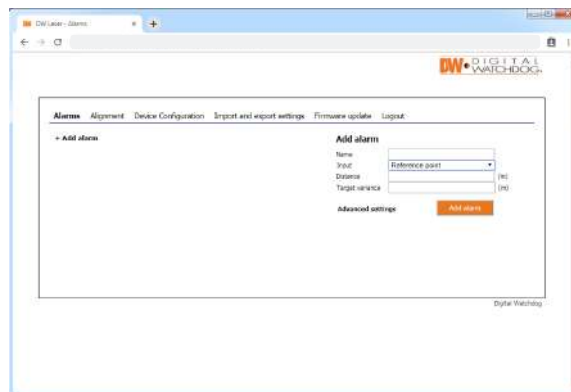 DW Laser - Alarms
DW DIGITAL WATCHDOG.
Alarms Alignment Device Configuration Import and export settings Firmware update Logout
+ Add alarm
Add alarm
Name
Input Reference point
Distance (m)
Target variance (m)
Advanced settings Add alarm
Digital Watchdog